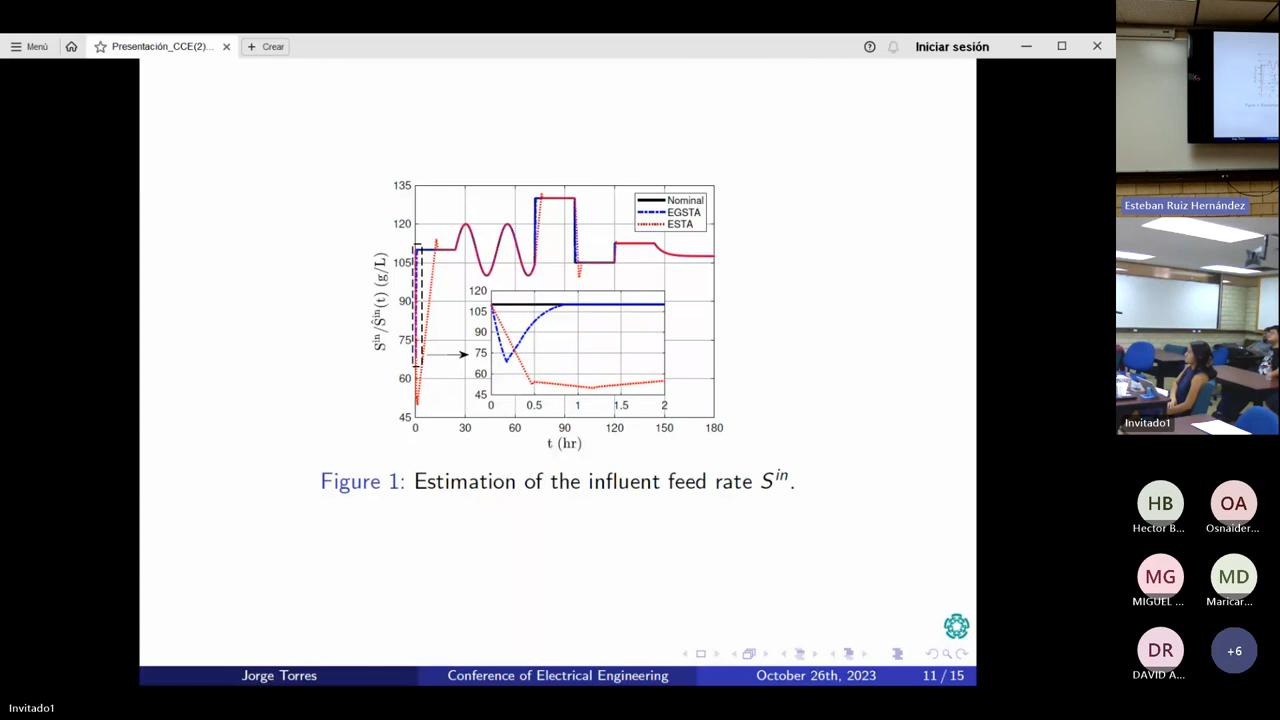 Menú
Presentación_CCE(2)...
Crear
Iniciar sesión
135
120
105
90
75
60
45
Nominal
EGSTA
ESTA
120
105
90
75
60
45
0 0.5 1 1.5 2
0 30 60 90 120 150 180
S^in/Ŝ^in(t) (g/L)
t (hr)
Figure 1: Estimation of the influent feed rate S^in.
Jorge Torres Conference of Electrical Engineering October 26th, 2023 11 / 15
Invitado1
Esteban Ruiz Hernández
Invitado1
HB
Hector B...
OA
Osnaider...
MG
MIGUEL ...
MD
Maricar...
DR
DAVID A...
+6